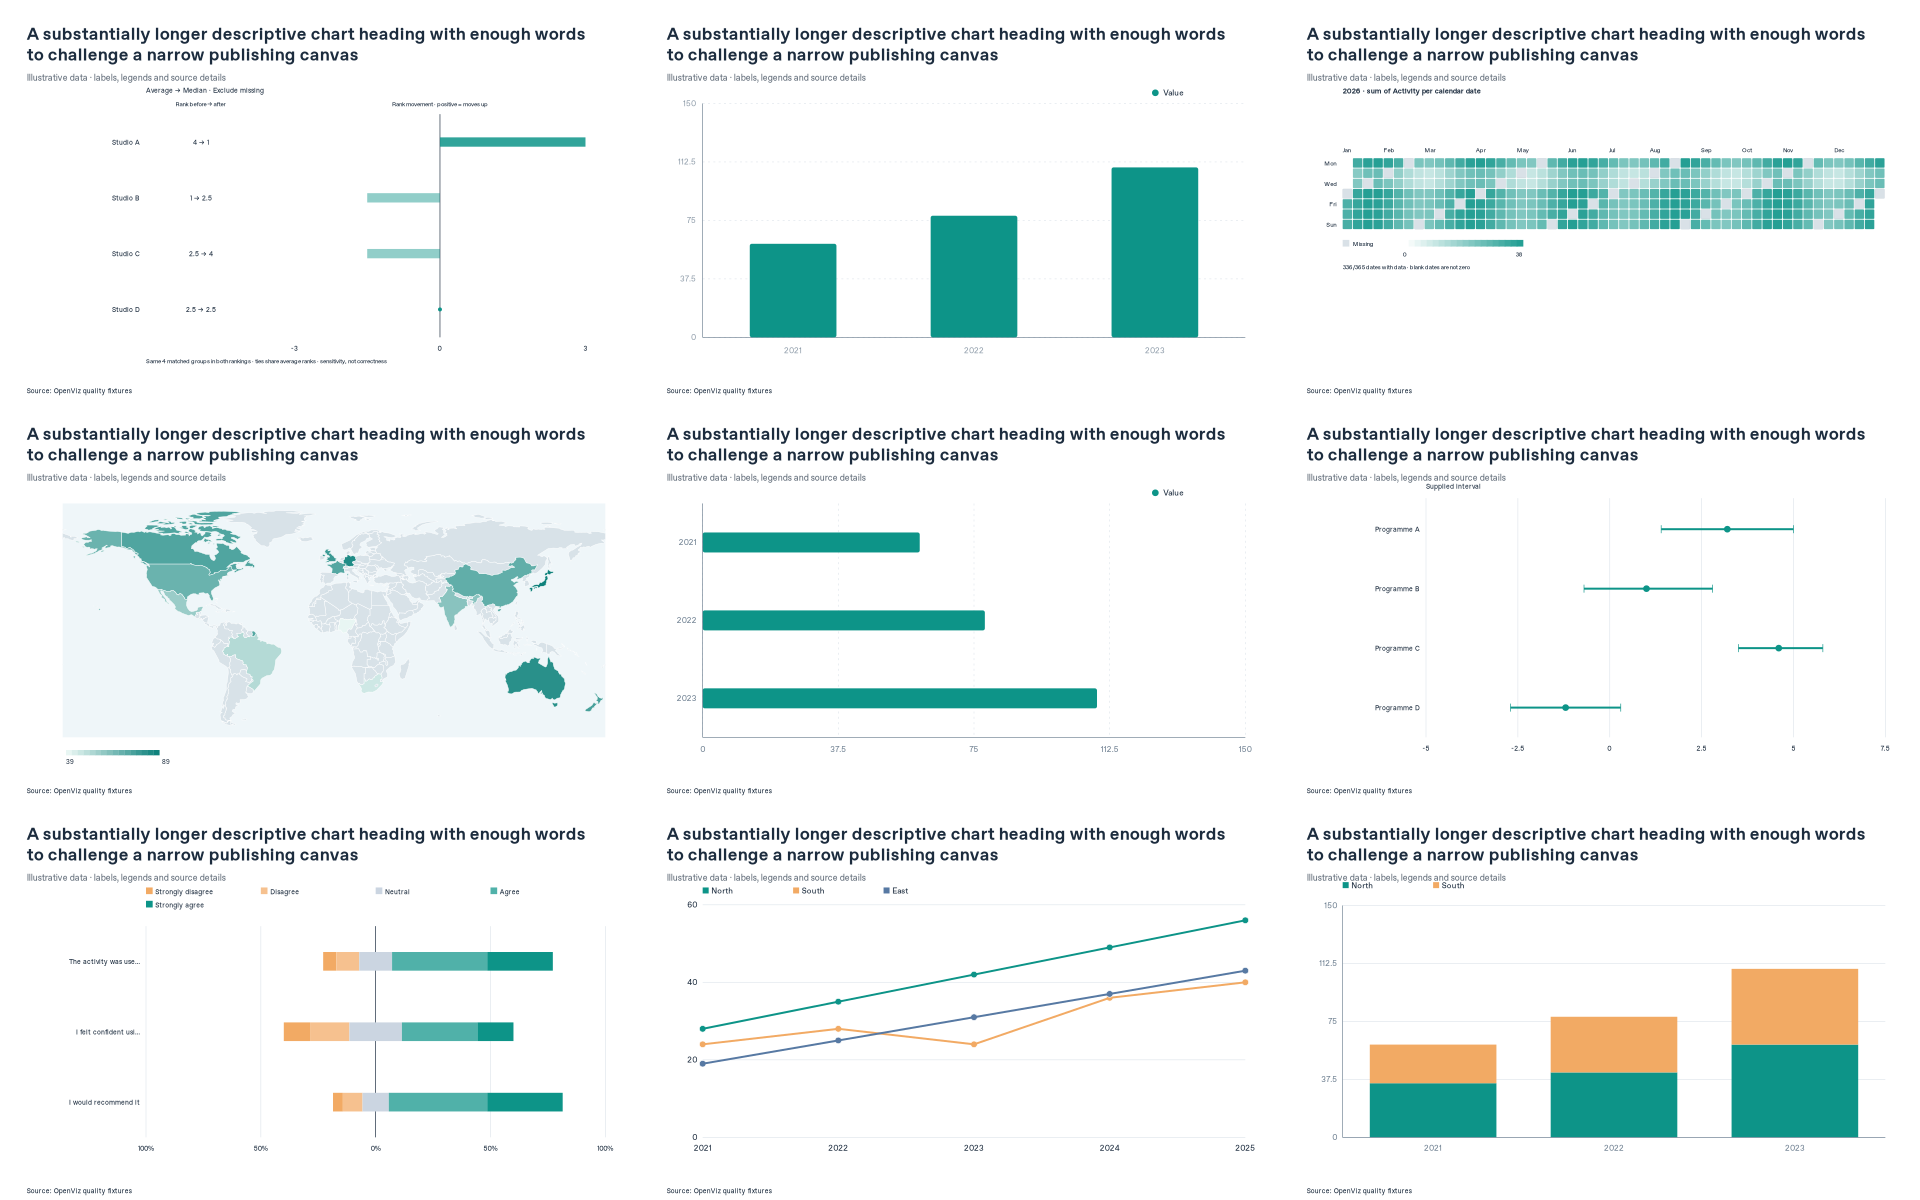 A substantially longer descriptive chart heading with enough words
to challenge a narrow publishing canvas
Illustrative data · labels, legends and source details
Average → Median · Exclude missing
Rank before → after
Rank movement · positive = moves up
Studio A
4 → 1
Studio B
1 → 2.5
Studio C
2.5 → 4
Studio D
2.5 → 2.5
-3
0
3
Same 4 matched groups in both rankings · ties share average ranks · sensitivity, not correctness
Source: OpenViz quality fixtures
A substantially longer descriptive chart heading with enough words
to challenge a narrow publishing canvas
Illustrative data · labels, legends and source details
Value
150
112.5
75
37.5
0
2021
2022
2023
Source: OpenViz quality fixtures
A substantially longer descriptive chart heading with enough words
to challenge a narrow publishing canvas
Illustrative data · labels, legends and source details
2026 · sum of Activity per calendar date
Jan
Feb
Mar
Apr
May
Jun
Jul
Aug
Sep
Oct
Nov
Dec
Mon
Wed
Fri
Sun
Missing
0
38
336/365 dates with data · blank dates are not zero
Source: OpenViz quality fixtures
A substantially longer descriptive chart heading with enough words
to challenge a narrow publishing canvas
Illustrative data · labels, legends and source details
39
89
Source: OpenViz quality fixtures
A substantially longer descriptive chart heading with enough words
to challenge a narrow publishing canvas
Illustrative data · labels, legends and source details
Value
2021
2022
2023
0
37.5
75
112.5
150
Source: OpenViz quality fixtures
A substantially longer descriptive chart heading with enough words
to challenge a narrow publishing canvas
Illustrative data · labels, legends and source details
Supplied interval
Programme A
Programme B
Programme C
Programme D
-5
-2.5
0
2.5
5
7.5
Source: OpenViz quality fixtures
A substantially longer descriptive chart heading with enough words
to challenge a narrow publishing canvas
Illustrative data · labels, legends and source details
Strongly disagree
Disagree
Neutral
Agree
Strongly agree
The activity was use...
I felt confident usi...
I would recommend it
100%
50%
0%
50%
100%
Source: OpenViz quality fixtures
A substantially longer descriptive chart heading with enough words
to challenge a narrow publishing canvas
Illustrative data · labels, legends and source details
North
South
East
60
40
20
0
2021
2022
2023
2024
2025
Source: OpenViz quality fixtures
A substantially longer descriptive chart heading with enough words
to challenge a narrow publishing canvas
Illustrative data · labels, legends and source details
North
South
150
112.5
75
37.5
0
2021
2022
2023
Source: OpenViz quality fixtures